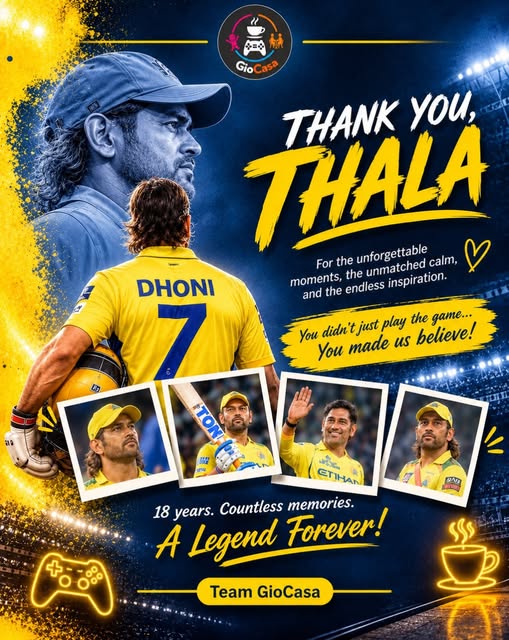 GioCasa
THANK YOU,
THALA
For the unforgettable
moments, the unmatched calm,
and the endless inspiration.
You didn't just play the game...
You made us believe!
DHONI
7
TON
ETIHAD
18 years. Countless memories.
A Legend Forever!
Team GioCasa